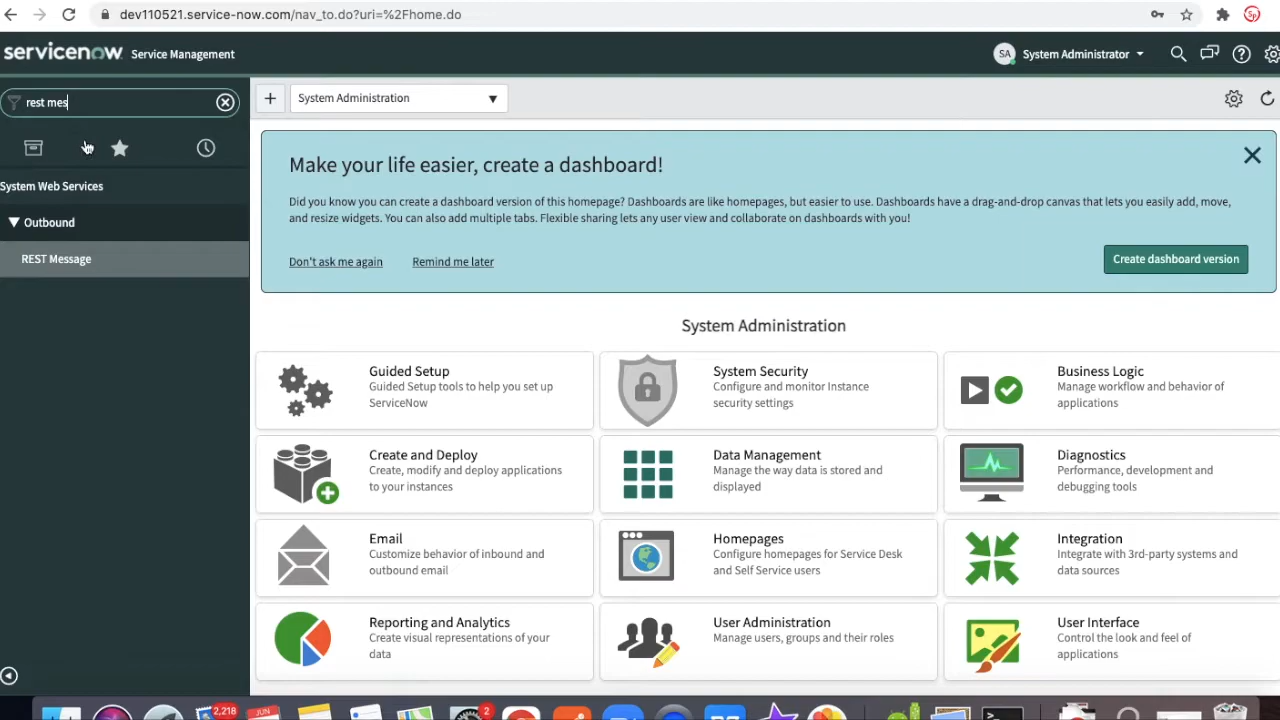 dev110521.service-now.com/nav_to.do?uri=%2Fhome.do
Sp
servicenow Service Management
SA System Administrator
rest mes
System Administration
System Web Services
Outbound
REST Message
Make your life easier, create a dashboard!
Did you know you can create a dashboard version of this homepage? Dashboards are like homepages, but easier to use. Dashboards have a drag-and-drop canvas that lets you easily add, move,
and resize widgets. You can also add multiple tabs. Flexible sharing lets any user view and collaborate on dashboards with you!
Don't ask me again
Remind me later
Create dashboard version
System Administration
Guided Setup
Guided Setup tools to help you set up
ServiceNow
System Security
Configure and monitor Instance
security settings
Business Logic
Manage workflow and behavior of
applications
Create and Deploy
Create, modify and deploy applications
to your instances
Data Management
Manage the way data is stored and
displayed
Diagnostics
Performance, development and
debugging tools
Email
Customize behavior of inbound and
outbound email
Homepages
Configure homepages for Service Desk
and Self Service users
Integration
Integrate with 3rd-party systems and
data sources
Reporting and Analytics
Create visual representations of your
data
User Administration
Manage users, groups and their roles
User Interface
Control the look and feel of
applications
2,218
JUN
2